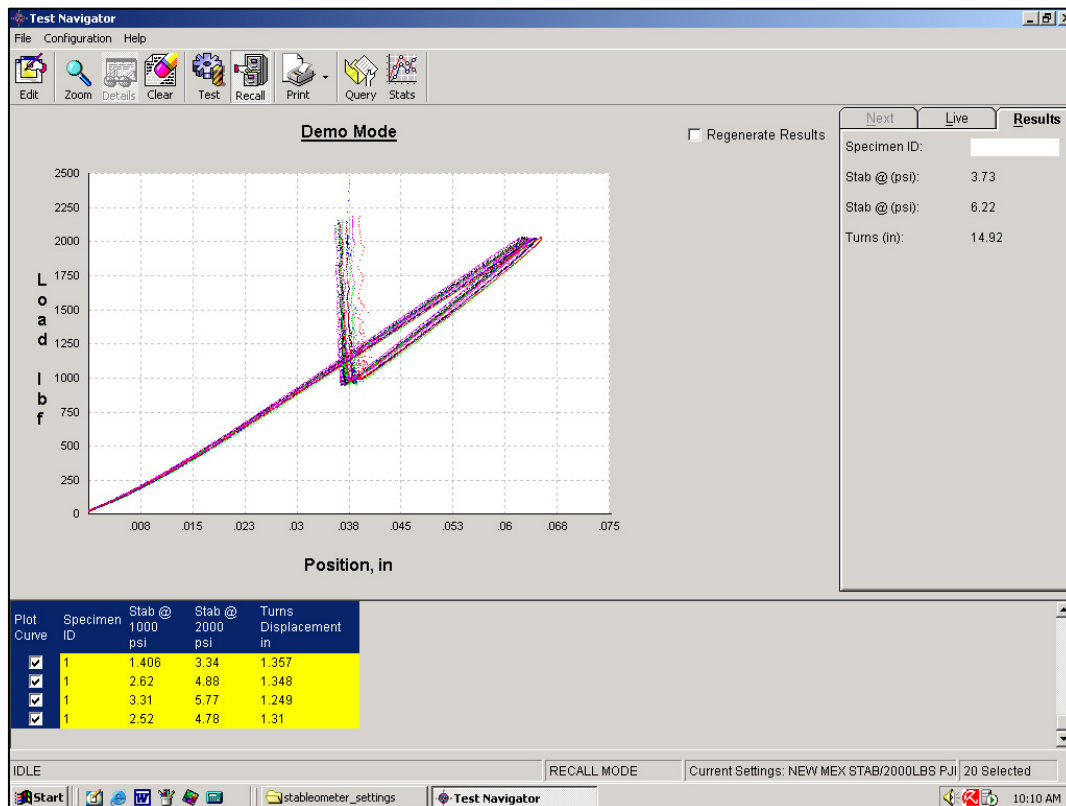 Test Navigator
File Configuration Help
Edit Zoom Details Clear Test Recall Print Query Stats
Demo Mode
Regenerate Results
Next Live Results
Specimen ID:
Stab @ (psi): 3.73
Stab @ (psi): 6.22
Turns (in): 14.92
Load lbf
2500
2250
2000
1750
1500
1250
1000
750
500
250
0
.008 .015 .023 .03 .038 .045 .053 .06 .068 .075
Position, in
Plot Curve Specimen ID Stab @ 1000 psi Stab @ 2000 psi Turns Displacement in
1 1.406 3.34 1.357
1 2.62 4.88 1.348
1 3.31 5.77 1.249
1 2.52 4.78 1.31
IDLE RECALL MODE Current Settings: NEW MEX STAB/2000LBS PJI 20 Selected
Start stableometer_settings Test Navigator 10:10 AM